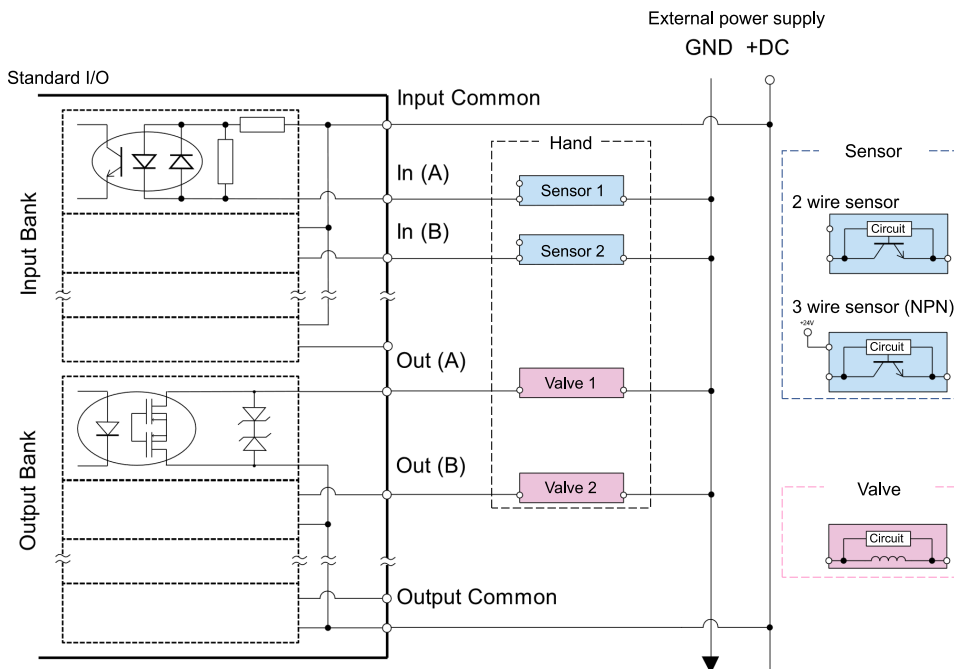 External power supply
GND +DC
Standard I/O
Input Common
Hand
Sensor
In (A)
Sensor 1
2 wire sensor
Circuit
In (B)
Sensor 2
Input Bank
3 wire sensor (NPN)
+24V
Circuit
Out (A)
Valve 1
Out (B)
Valve 2
Valve
Output Bank
Circuit
Output Common